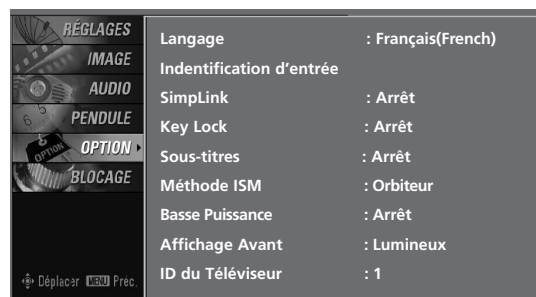 RÉGLAGES
IMAGE
AUDIO
PENDULE
OPTION
BLOCAGE
Déplacer MENU Préc.
Langage : Français(French)
Indentification d'entrée
SimpLink : Arrêt
Key Lock : Arrêt
Sous-titres : Arrêt
Méthode ISM : Orbiteur
Basse Puissance : Arrêt
Affichage Avant : Lumineux
ID du Téléviseur : 1